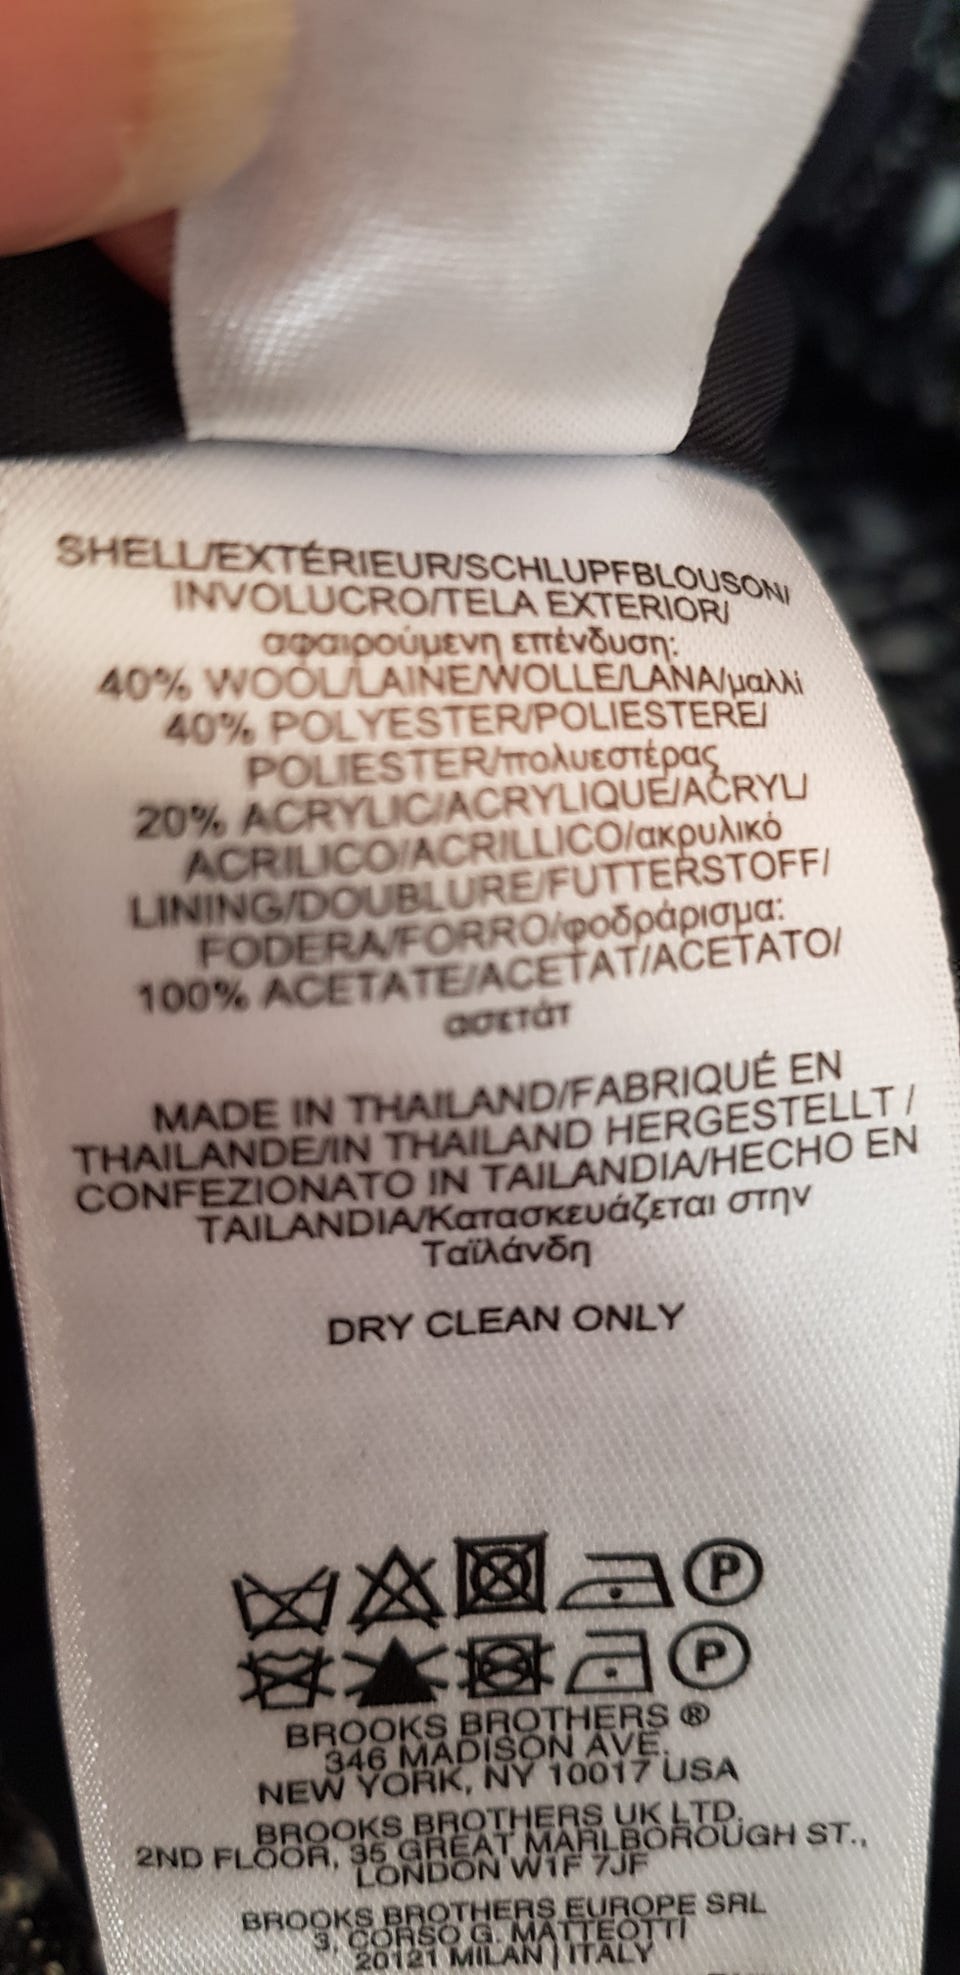 SHELL/EXTÉRIEUR/SCHLUPFBLOUSON/
INVOLUCRO/TELA EXTERIOR/
αφαιρούμενη επένδυση:
40% WOOL/LAINE/WOLLE/LANA/μαλλί
40% POLYESTER/POLIESTERE/
POLIESTER/πολυεστέρας
20% ACRYLIC/ACRYLIQUE/ACRYL/
ACRILICO/ACRILLICO/ακρυλικό
LINING/DOUBLURE/FUTTERSTOFF/
FODERA/FORRO/φοδράρισμα:
100% ACETATE/ACETAT/ACETATO/
ασετάτ
MADE IN THAILAND/FABRIQUÉ EN
THAILANDE/IN THAILAND HERGESTELLT /
CONFEZIONATO IN TAILANDIA/HECHO EN
TAILANDIA/Κατασκευάζεται στην
Ταϊλάνδη
DRY CLEAN ONLY
P
P
BROOKS BROTHERS ®
346 MADISON AVE.
NEW YORK, NY 10017 USA
BROOKS BROTHERS UK LTD.
2ND FLOOR, 35 GREAT MARLBOROUGH ST.,
LONDON W1F 7JF
BROOKS BROTHERS EUROPE SRL
3, CORSO G. MATTEOTTI
20121 MILAN | ITALY